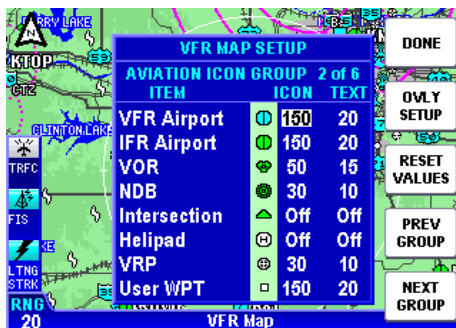 PERRY LAKE
N
KTOP
CTZ
CLINTON LAKE
TRFC
FIS
LTNG
STRK
RNG
20
VFR MAP SETUP
AVIATION ICON GROUP 2 of 6
ITEM ICON TEXT
VFR Airport 150 20
IFR Airport 150 20
VOR 50 15
NDB 30 10
Intersection Off Off
Helipad H Off Off
VRP 30 10
User WPT 150 20
VFR Map
DONE
OVLY
SETUP
RESET
VALUES
PREV
GROUP
NEXT
GROUP